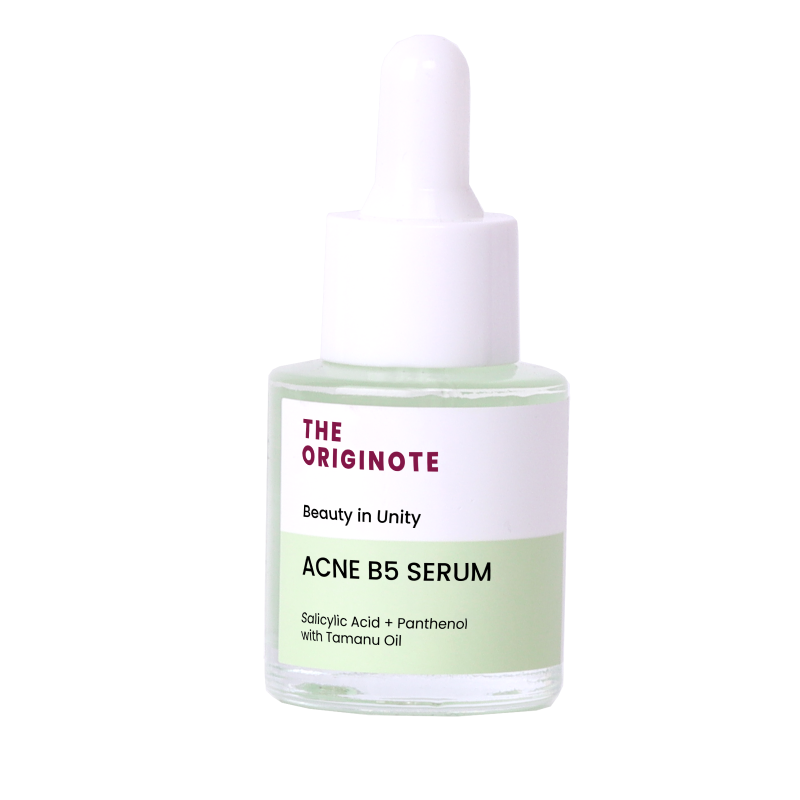 THE
ORIGINOTE
Beauty in Unity
ACNE B5 SERUM
Salicylic Acid + Panthenol
with Tamanu Oil